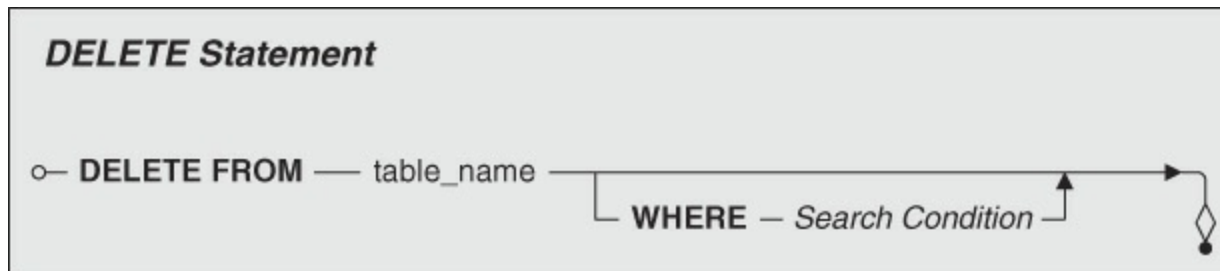 DELETE Statement
DELETE FROM table_name
WHERE Search Condition